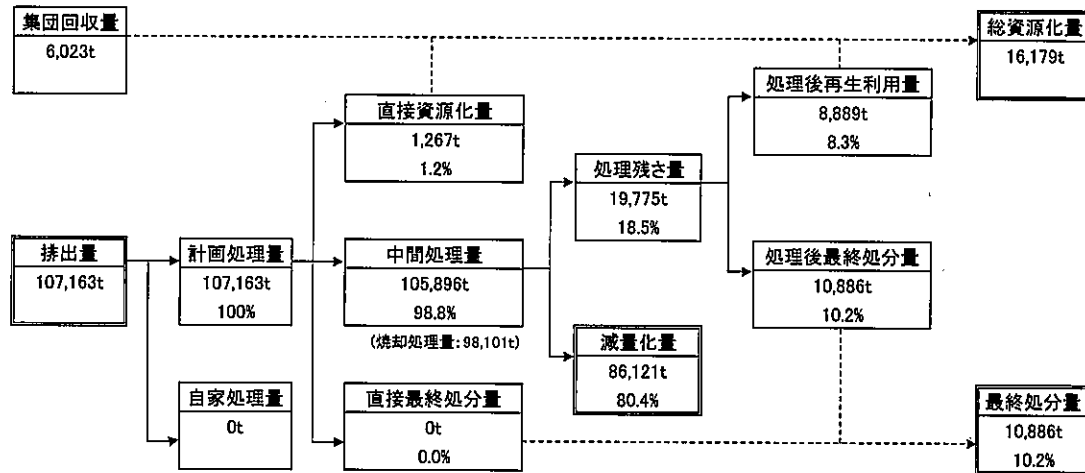 集団回収量
6,023t
総資源化量
16,179t
直接資源化量
1,267t
1.2%
処理後再生利用量
8,889t
8.3%
処理残さ量
19,775t
18.5%
排出量
107,163t
計画処理量
107,163t
100%
中間処理量
105,896t
98.8%
(焼却処理量:98,101t)
処理後最終処分量
10,886t
10.2%
減量化量
86,121t
80.4%
自家処理量
0t
直接最終処分量
0t
0.0%
最終処分量
10,886t
10.2%